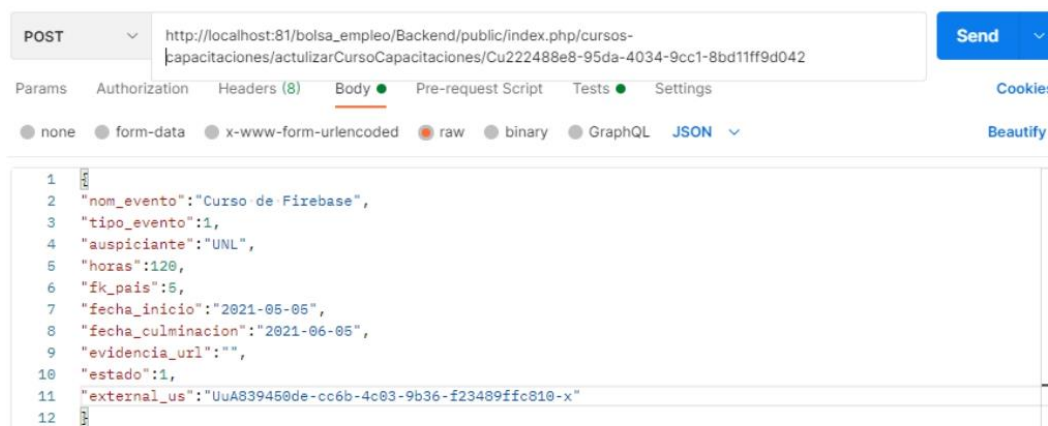 POST
http://localhost:81/bolsa_empleo/Backend/public/index.php/cursos-
capacitaciones/actulizarCursoCapacitaciones/Cu222488e8-95da-4034-9cc1-8bd11ff9d042
Send
Params Authorization Headers (8) Body Pre-request Script Tests Settings Cookies
none form-data x-www-form-urlencoded raw binary GraphQL JSON Beautify
1 {
2 "nom_evento":"Curso de Firebase",
3 "tipo_evento":1,
4 "auspiciante":"UNL",
5 "horas":120,
6 "fk_pais":5,
7 "fecha_inicio":"2021-05-05",
8 "fecha_culminacion":"2021-06-05",
9 "evidencia_url":"",
10 "estado":1,
11 "external_us":"UuA839450de-cc6b-4c03-9b36-f23489ffc810-x"
12 }